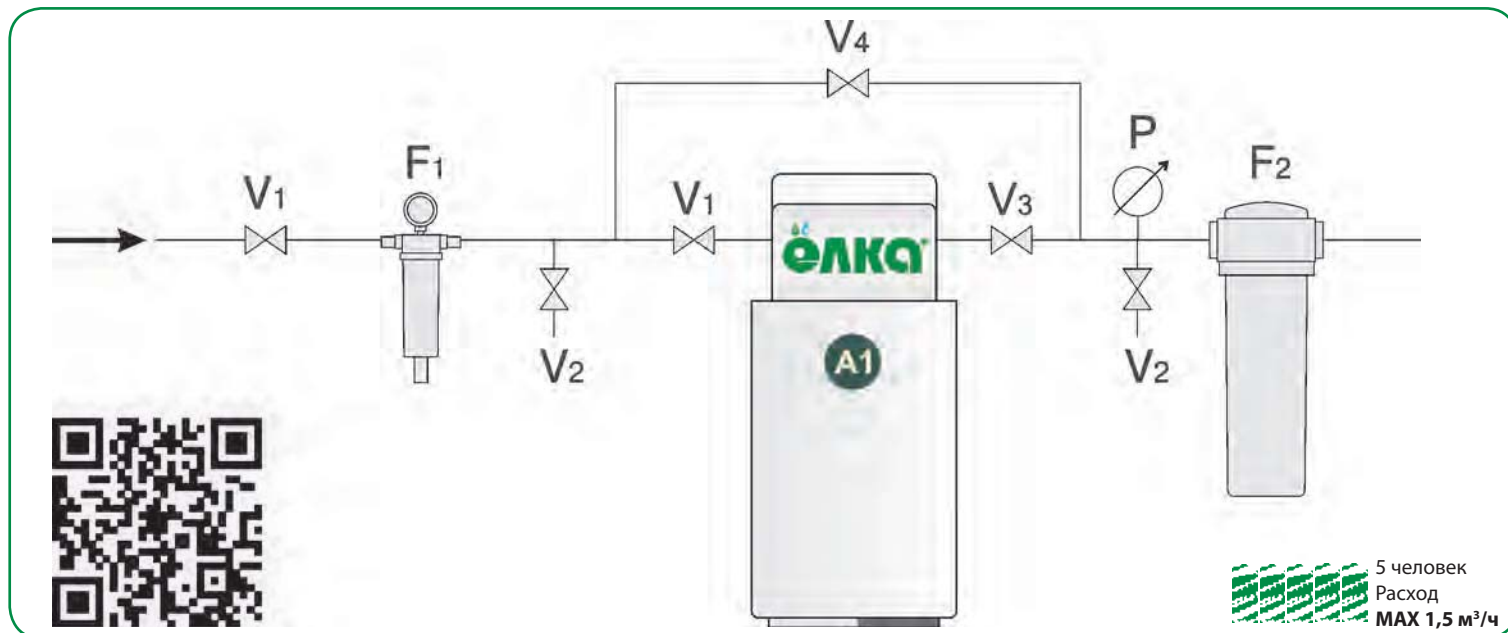 V4
P
F1
F2
V1
V1
V3
ёлка
V2
A1
V2
5 человек
Расход
MAX 1,5 м³/ч